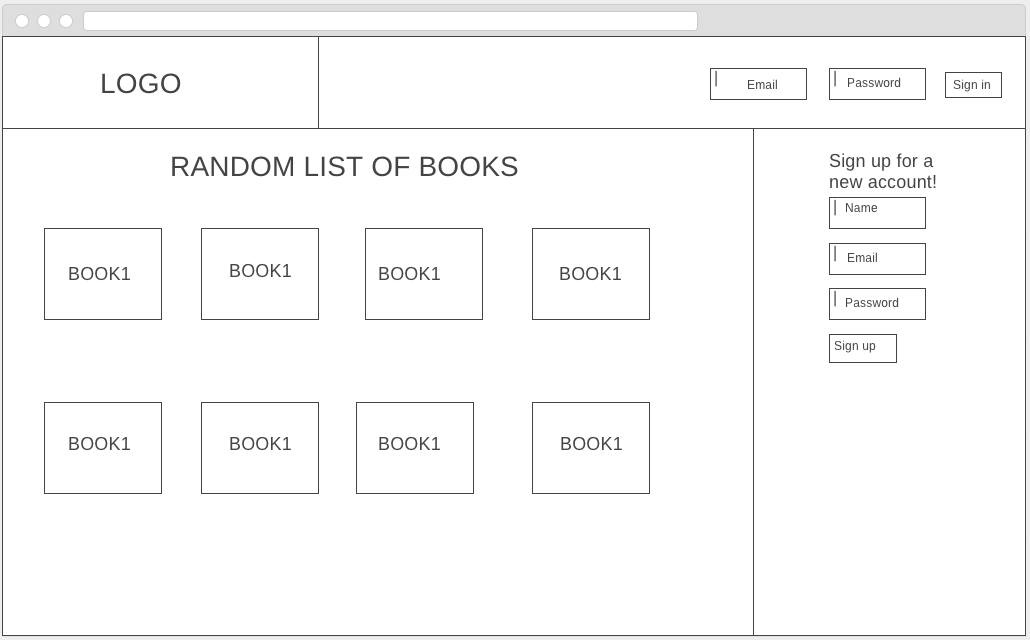 LOGO
Email
Password
Sign in
RANDOM LIST OF BOOKS
BOOK1
BOOK1
BOOK1
BOOK1
BOOK1
BOOK1
BOOK1
BOOK1
Sign up for a
new account!
Name
Email
Password
Sign up